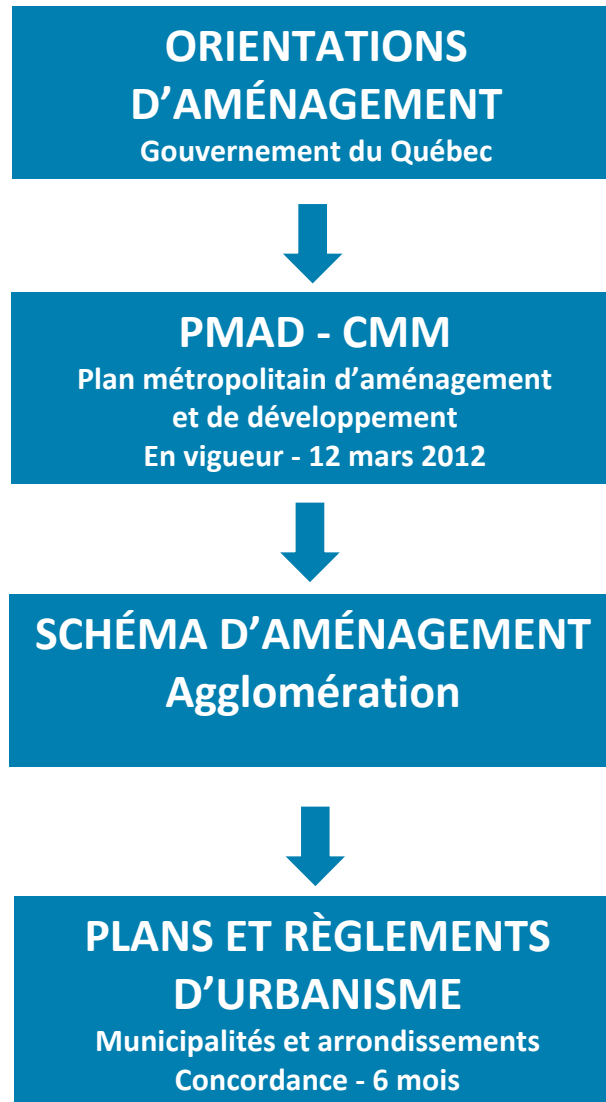 ORIENTATIONS
D’AMÉNAGEMENT
Gouvernement du Québec
PMAD - CMM
Plan métropolitain d’aménagement
et de développement
En vigueur - 12 mars 2012
SCHÉMA D’AMÉNAGEMENT
Agglomération
PLANS ET RÈGLEMENTS
D’URBANISME
Municipalités et arrondissements
Concordance - 6 mois